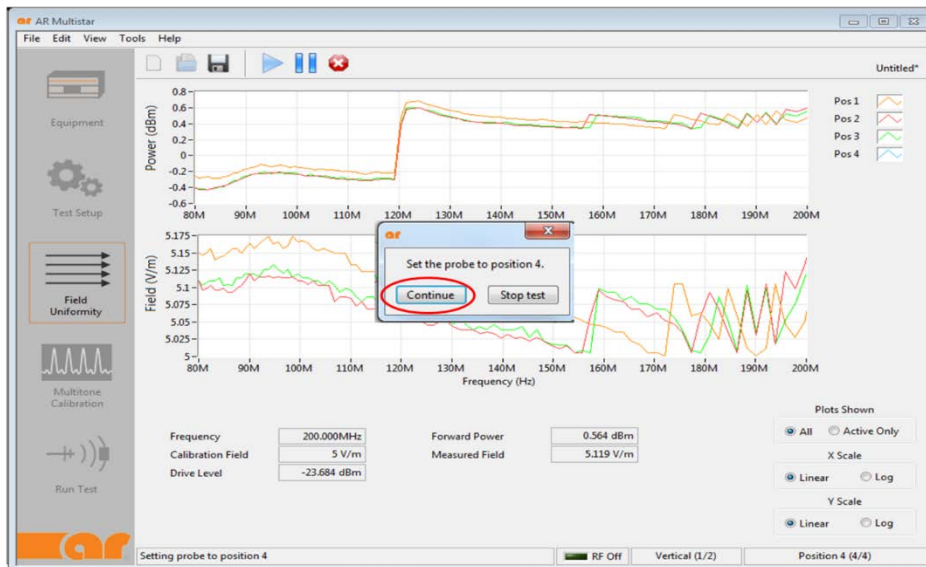 ar AR Multistar
File Edit View Tools Help
Untitled*
Equipment
Test Setup
Field
Uniformity
Multitone
Calibration
Run Test
ar
Power (dBm)
0.8
0.6
0.4
0.2
0
-0.2
-0.4
-0.6
80M 90M 100M 110M 120M 130M 140M 150M 160M 170M 180M 190M 200M
Pos 1
Pos 2
Pos 3
Pos 4
Field (V/m)
5.175
5.15
5.125
5.1
5.075
5.05
5.025
5
80M 90M 100M 110M 120M 130M 140M 150M 160M 170M 180M 190M 200M
Frequency (Hz)
ar
Set the probe to position 4.
Continue Stop test
Frequency 200.000MHz Forward Power 0.564 dBm
Calibration Field 5 V/m Measured Field 5.119 V/m
Drive Level -23.684 dBm
Plots Shown
All Active Only
X Scale
Linear Log
Y Scale
Linear Log
Setting probe to position 4 RF Off Vertical (1/2) Position 4 (4/4)